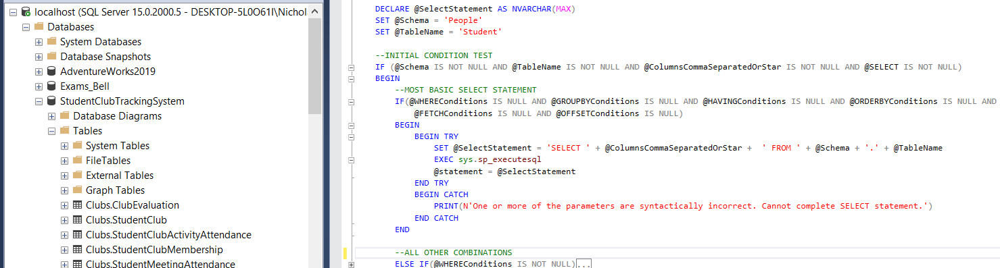 localhost (SQL Server 15.0.2000.5 - DESKTOP-5L0O61I\Nichol
Databases
System Databases
Database Snapshots
AdventureWorks2019
Exams_Bell
StudentClubTrackingSystem
Database Diagrams
Tables
System Tables
FileTables
External Tables
Graph Tables
Clubs.ClubEvaluation
Clubs.StudentClub
Clubs.StudentClubActivityAttendance
Clubs.StudentClubMembership
Clubs.StudentMeetingAttendance
DECLARE @SelectStatement AS NVARCHAR(MAX)
SET @Schema = 'People'
SET @TableName = 'Student'
--INITIAL CONDITION TEST
IF (@Schema IS NOT NULL AND @TableName IS NOT NULL AND @ColumnsCommaSeparatedOrStar IS NOT NULL AND @SELECT IS NOT NULL)
BEGIN
--MOST BASIC SELECT STATEMENT
IF(@WHEREConditions IS NULL AND @GROUPBYConditions IS NULL AND @HAVINGConditions IS NULL AND @ORDERBYConditions IS NULL AND
@FETCHConditions IS NULL AND @OFFSETConditions IS NULL)
BEGIN
BEGIN TRY
SET @SelectStatement = 'SELECT ' + @ColumnsCommaSeparatedOrStar +  ' FROM ' + @Schema + '.' + @TableName
EXEC sys.sp_executesql
@statement = @SelectStatement
END TRY
BEGIN CATCH
PRINT(N'One or more of the parameters are syntactically incorrect. Cannot complete SELECT statement.')
END CATCH
END
--ALL OTHER COMBINATIONS
ELSE IF(@WHEREConditions IS NOT NULL)...